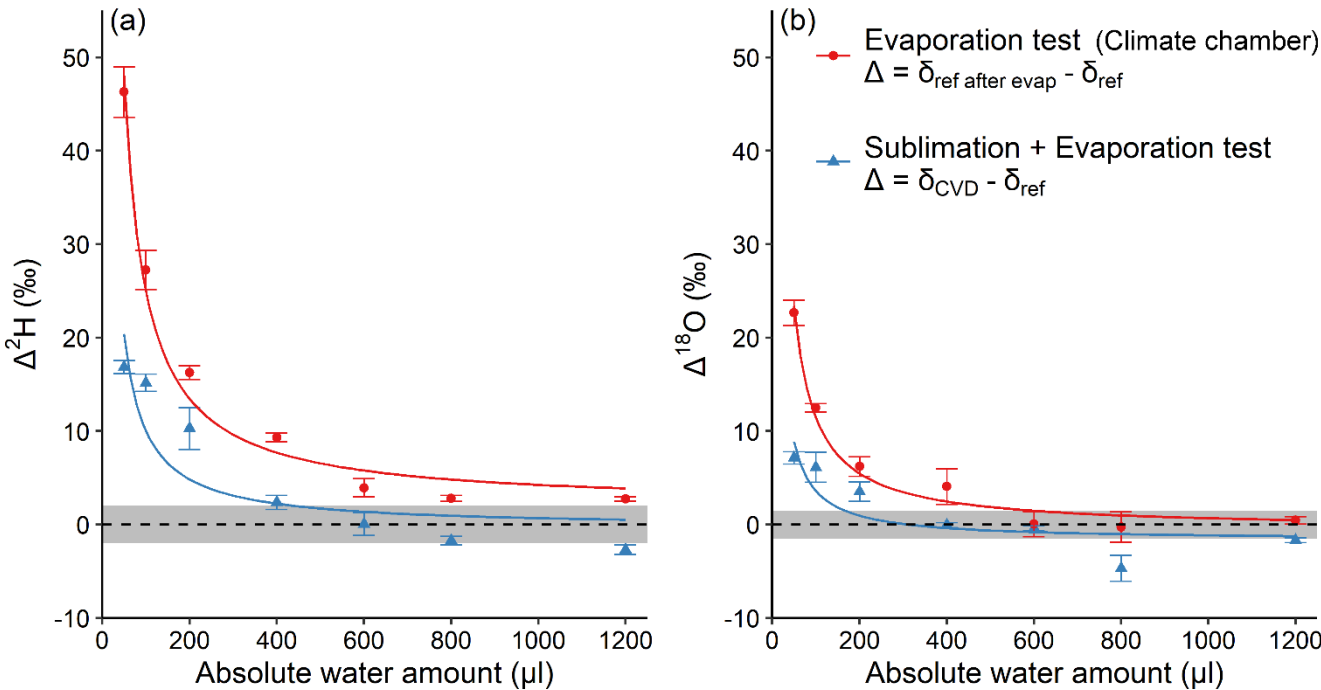 (a)
Δ²H (‰)
50
40
30
20
10
0
-10
0 200 400 600 800 1000 1200
Absolute water amount (µl)
(b)
Evaporation test (Climate chamber)
Δ = δref after evap - δref
Sublimation + Evaporation test
Δ = δCVD - δref
Δ¹⁸O (‰)
50
40
30
20
10
0
-10
0 200 400 600 800 1000 1200
Absolute water amount (µl)